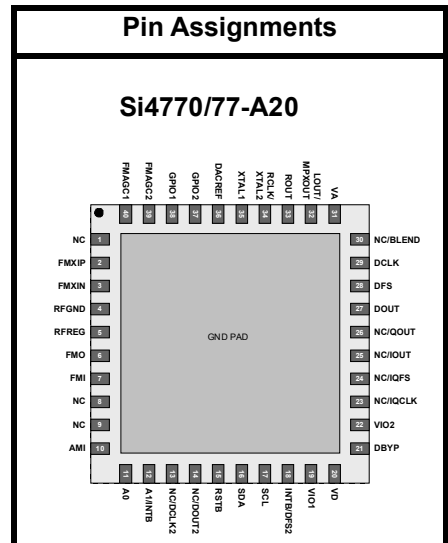 Pin Assignments
Si4770/77-A20
FMAGC1
FMAGC2
GPIO1
GPIO2
DACREF
XTAL1
RCLK/
XTAL2
ROUT
LOUT/
MPXOUT
VA
40
39
38
37
36
35
34
33
32
31
NC 1
FMXIP 2
FMXIN 3
RFGND 4
RFREG 5
FMO 6
FMI 7
NC 8
NC 9
AMI 10
GND PAD
30 NC/BLEND
29 DCLK
28 DFS
27 DOUT
26 NC/QOUT
25 NC/IOUT
24 NC/IQFS
23 NC/IQCLK
22 VIO2
21 DBYP
11
12
13
14
15
16
17
18
19
20
A0
A1/INTB
NC/DCLK2
NC/DOUT2
RSTB
SDA
SCL
INTB/DFS2
VIO1
VD